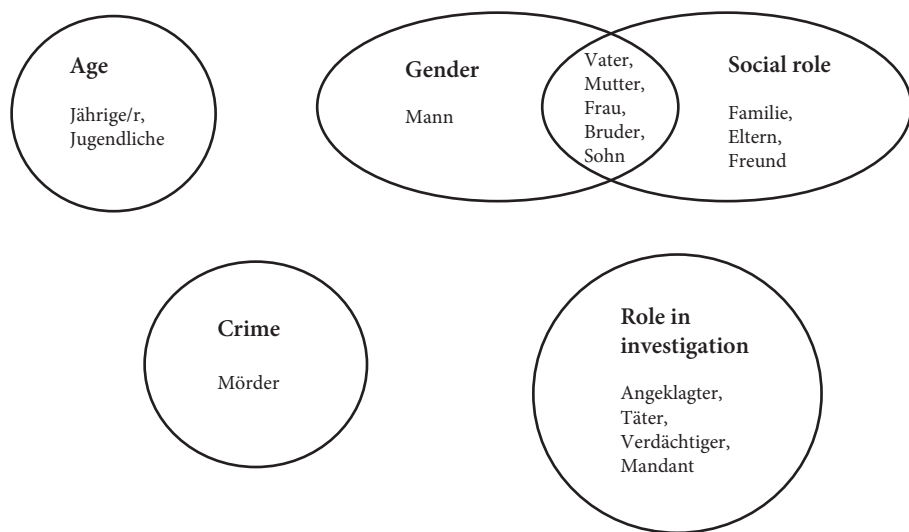 Age
Jährige/r,
Jugendliche
Gender
Mann
Vater,
Mutter,
Frau,
Bruder,
Sohn
Social role
Familie,
Eltern,
Freund
Crime
Mörder
Role in
investigation
Angeklagter,
Täter,
Verdächtiger,
Mandant